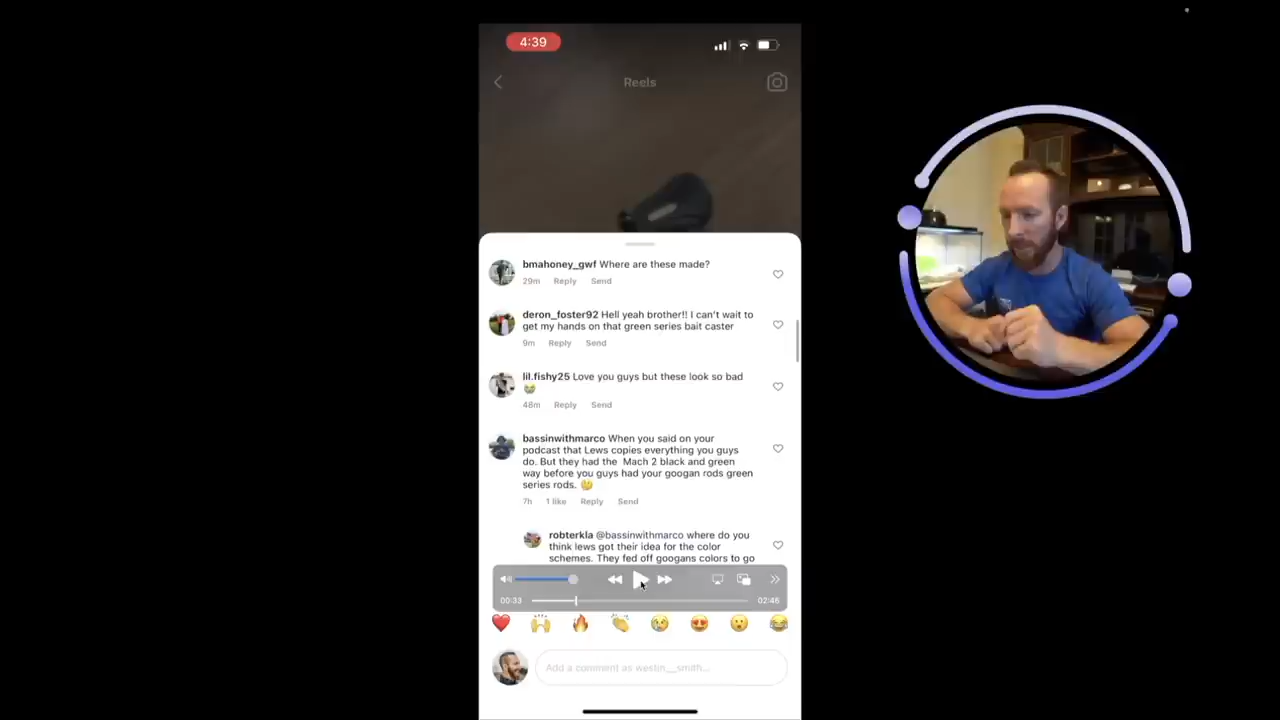 4:39
Reels
bmahoney_gwf Where are these made?
29m Reply Send
deron_foster92 Hell yeah brother!! I can't wait to
get my hands on that green series bait caster
9m Reply Send
lil.fishy25 Love you guys but these look so bad
😭
48m Reply Send
bassinwithmarco When you said on your
podcast that Lews copies everything you guys
do. But they had the Mach 2 black and green
way before you guys had your googan rods green
series rods. 🤔
7h 1 like Reply Send
robterkla @bassinwithmarco where do you
think lews got their idea for the color
schemes. They fed off googans colors to go
00:33 02:46
❤️ 🙌 🔥 👏 😢 😍 😮 😂
Add a comment as westin__smith...